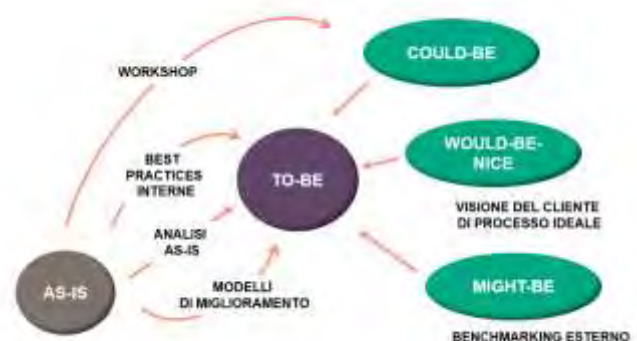 COULD-BE
WORKSHOP
BEST
PRACTICES
INTERNE
TO-BE
WOULD-BE-
NICE
VISIONE DEL CLIENTE
DI PROCESSO IDEALE
ANALISI
AS-IS
AS-IS
MODELLI
DI MIGLIORAMENTO
MIGHT-BE
BENCHMARKING ESTERNO